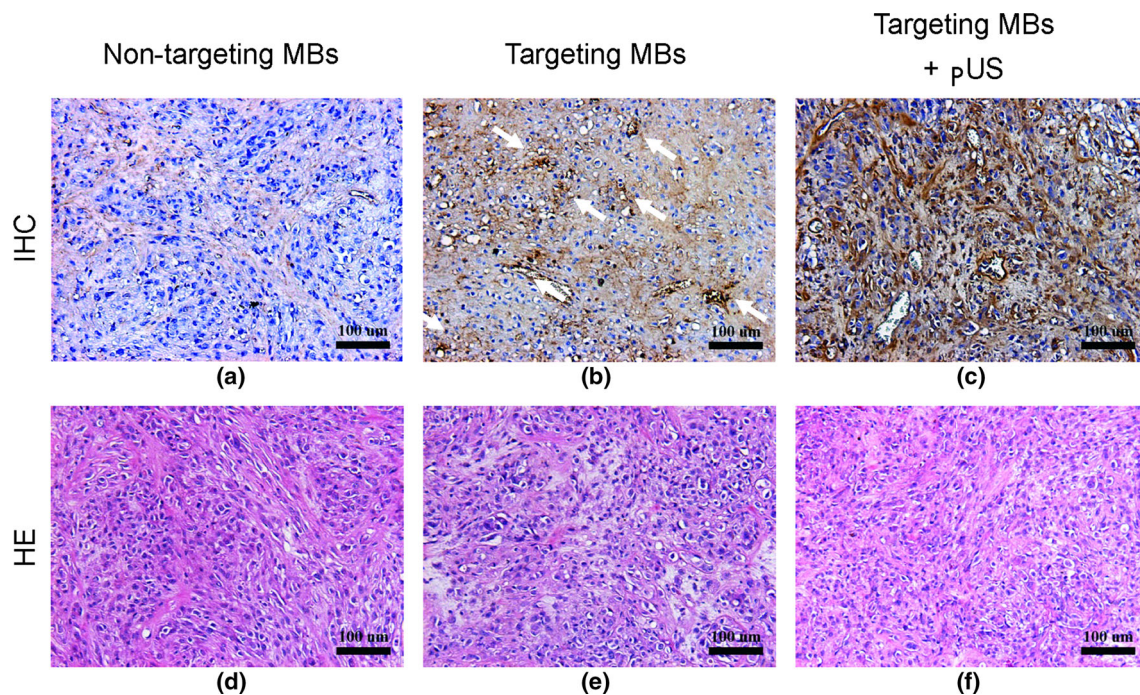 Non-targeting MBs
Targeting MBs
Targeting MBs
+ pUS
IHC
100 um
100 um
100 um
(a)
(b)
(c)
HE
100 um
100 um
100 um
(d)
(e)
(f)